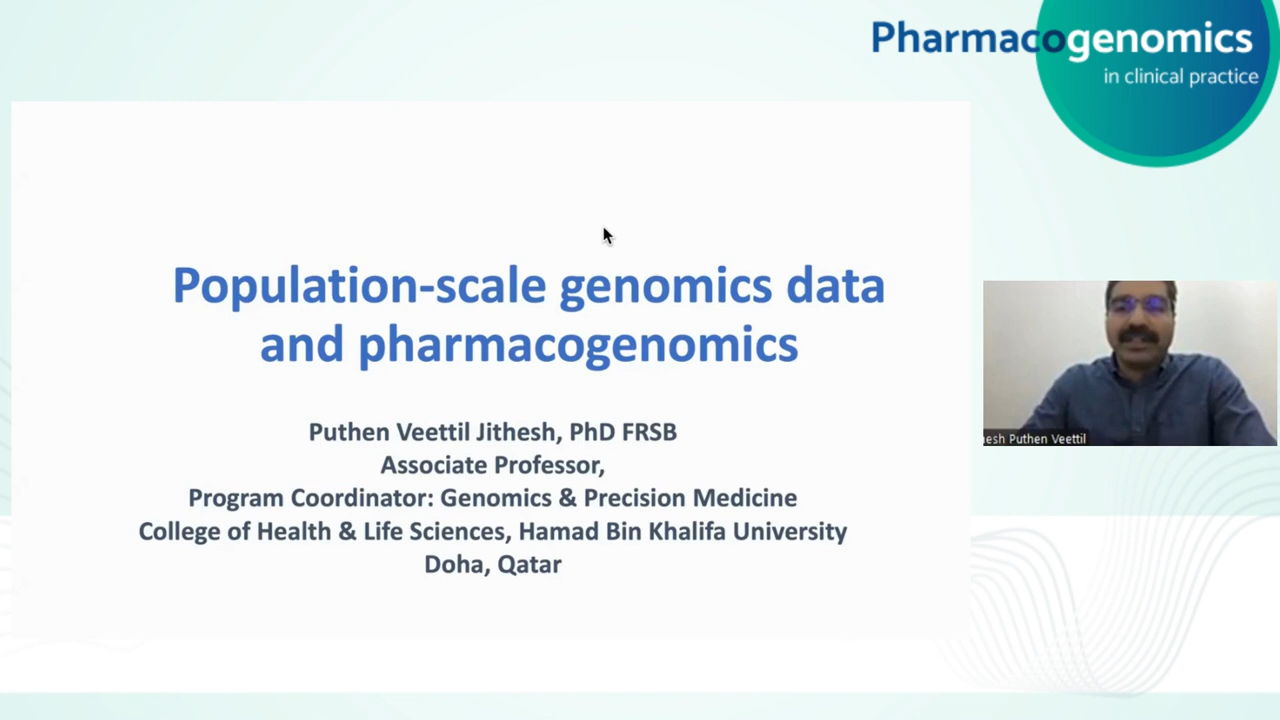 Pharmacogenomics
in clinical practice
Population-scale genomics data
and pharmacogenomics
Puthen Veettil Jithesh, PhD FRSB
Associate Professor,
Program Coordinator: Genomics & Precision Medicine
College of Health & Life Sciences, Hamad Bin Khalifa University
Doha, Qatar
Puthen Veettil